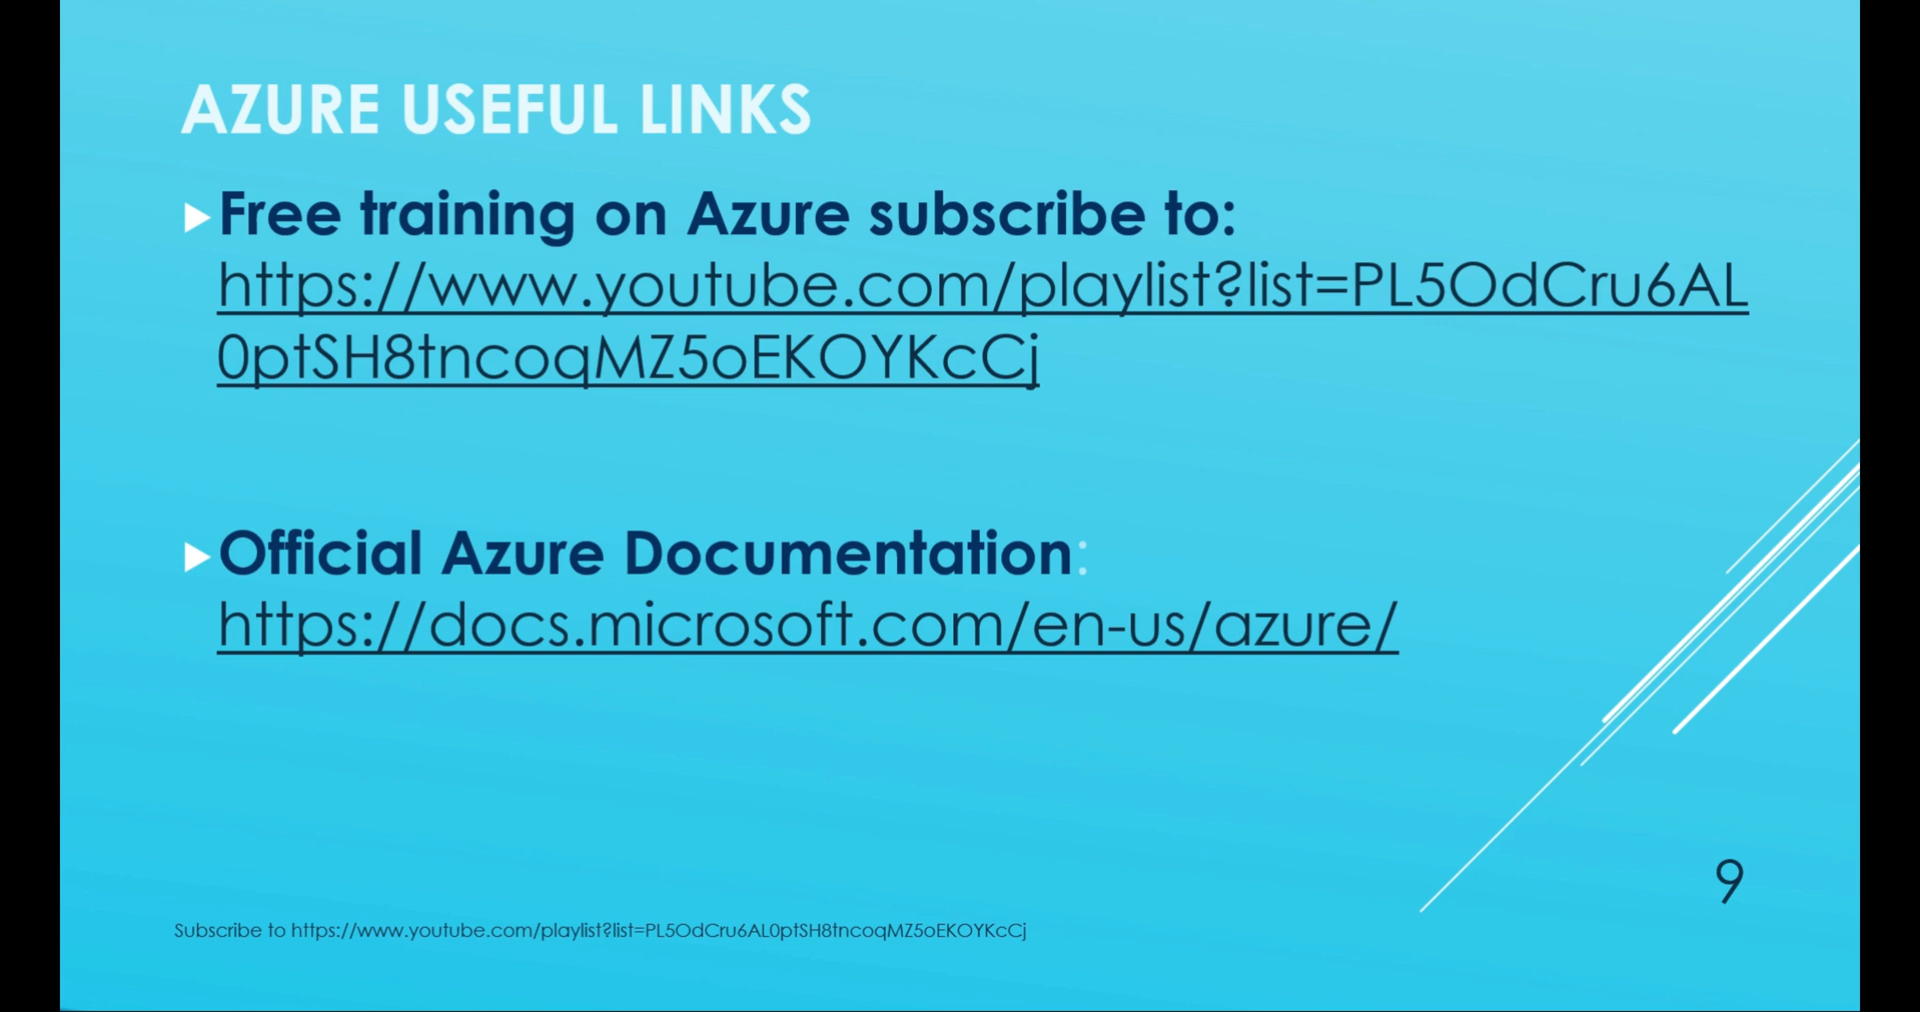 AZURE USEFUL LINKS
Free training on Azure subscribe to:
https://www.youtube.com/playlist?list=PL5OdCru6AL
0ptSH8tncoqMZ5oEKOYKcCj
Official Azure Documentation:
https://docs.microsoft.com/en-us/azure/
9
Subscribe to https://www.youtube.com/playlist?list=PL5OdCru6AL0ptSH8tncoqMZ5oEKOYKcCj